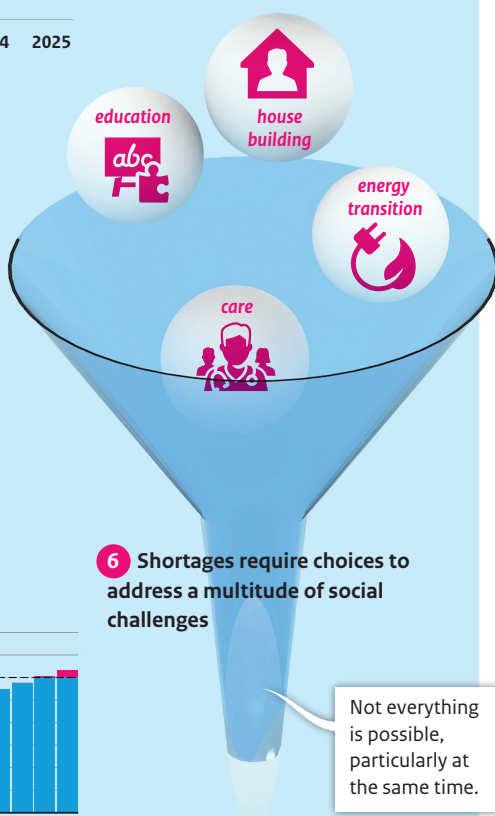 4 2025
education
abc
house
building
energy
transition
care
6 Shortages require choices to
address a multitude of social
challenges
Not everything
is possible,
particularly at
the same time.